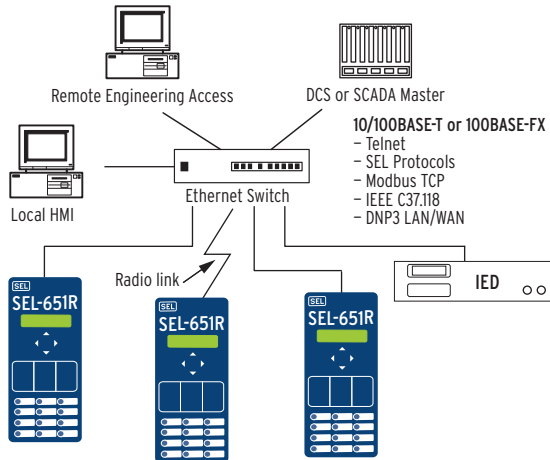 Remote Engineering Access
DCS or SCADA Master
10/100BASE-T or 100BASE-FX
– Telnet
– SEL Protocols
– Modbus TCP
– IEEE C37.118
– DNP3 LAN/WAN
Local HMI
Ethernet Switch
Radio link
IED
SEL
SEL-651R
SEL
SEL-651R
SEL
SEL-651R